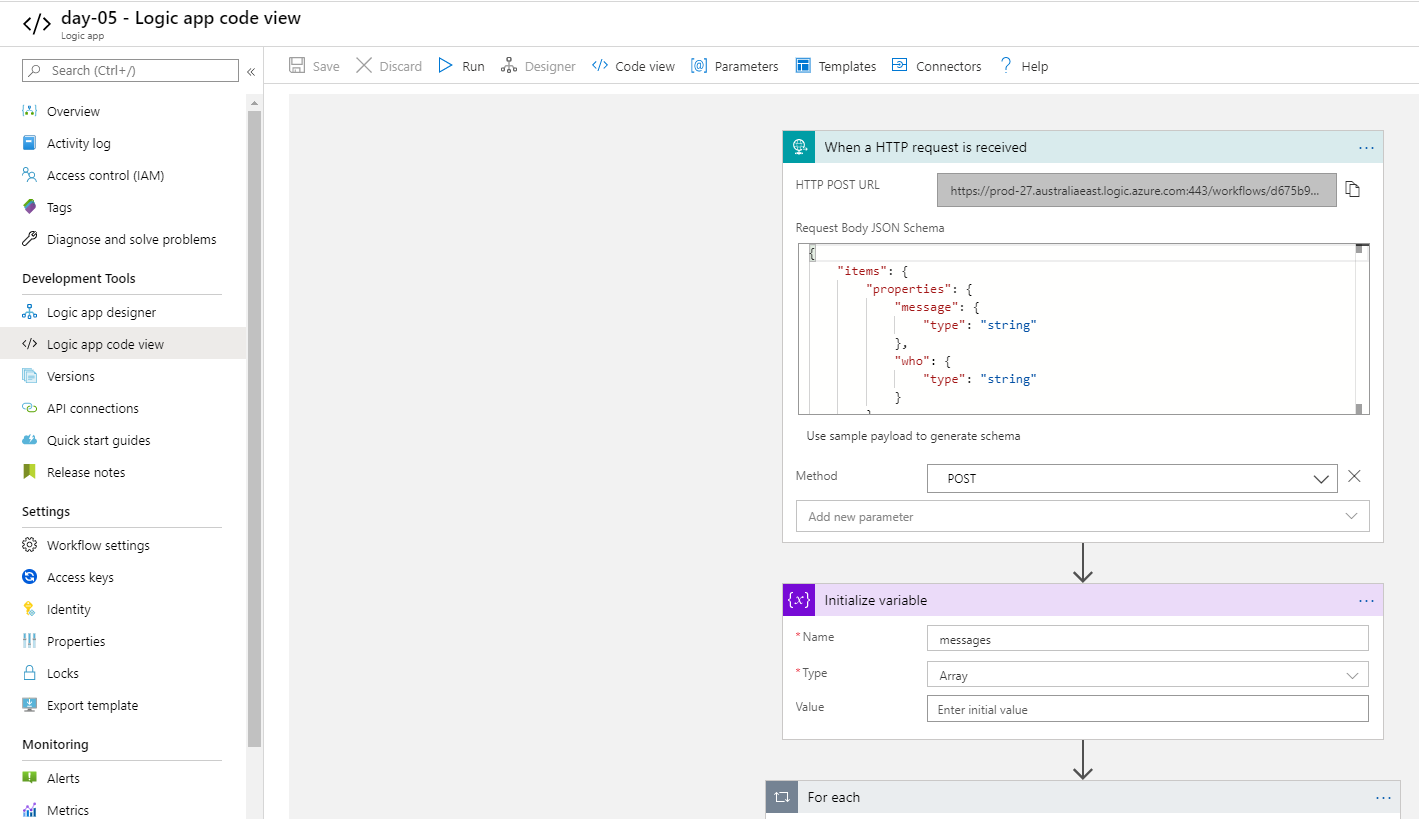 day-05 - Logic app code view
Logic app
Search (Ctrl+/)
«
Overview
Activity log
Access control (IAM)
Tags
Diagnose and solve problems
Development Tools
Logic app designer
</> Logic app code view
Versions
API connections
Quick start guides
Release notes
Settings
Workflow settings
Access keys
Identity
Properties
Locks
Export template
Monitoring
Alerts
Metrics
Save Discard Run Designer </> Code view [@] Parameters Templates Connectors ? Help
When a HTTP request is received ...
HTTP POST URL https://prod-27.australiaeast.logic.azure.com:443/workflows/d675b9...
Request Body JSON Schema
{
"items": {
"properties": {
"message": {
"type": "string"
},
"who": {
"type": "string"
}
}
Use sample payload to generate schema
Method POST
Add new parameter
{x} Initialize variable ...
*Name messages
*Type Array
Value Enter initial value
For each ...